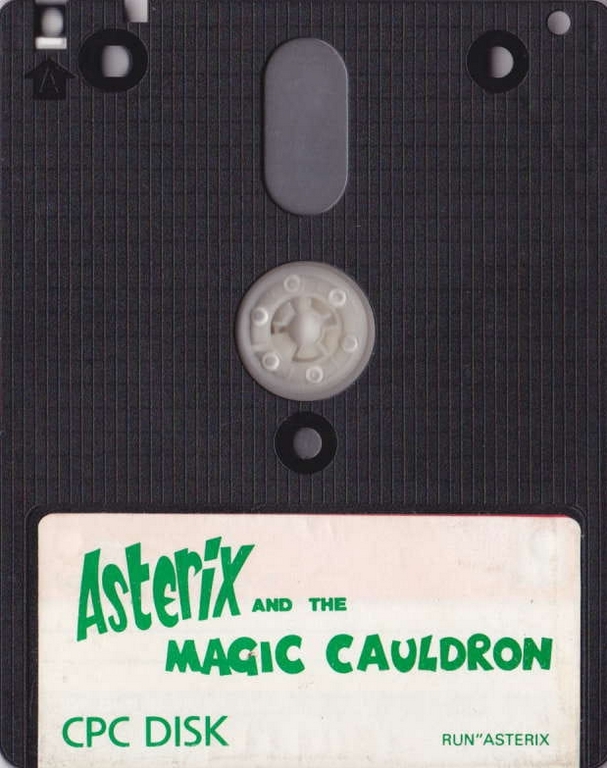 A
Asterix AND THE
MAGIC CAULDRON
CPC DISK
RUN"ASTERIX